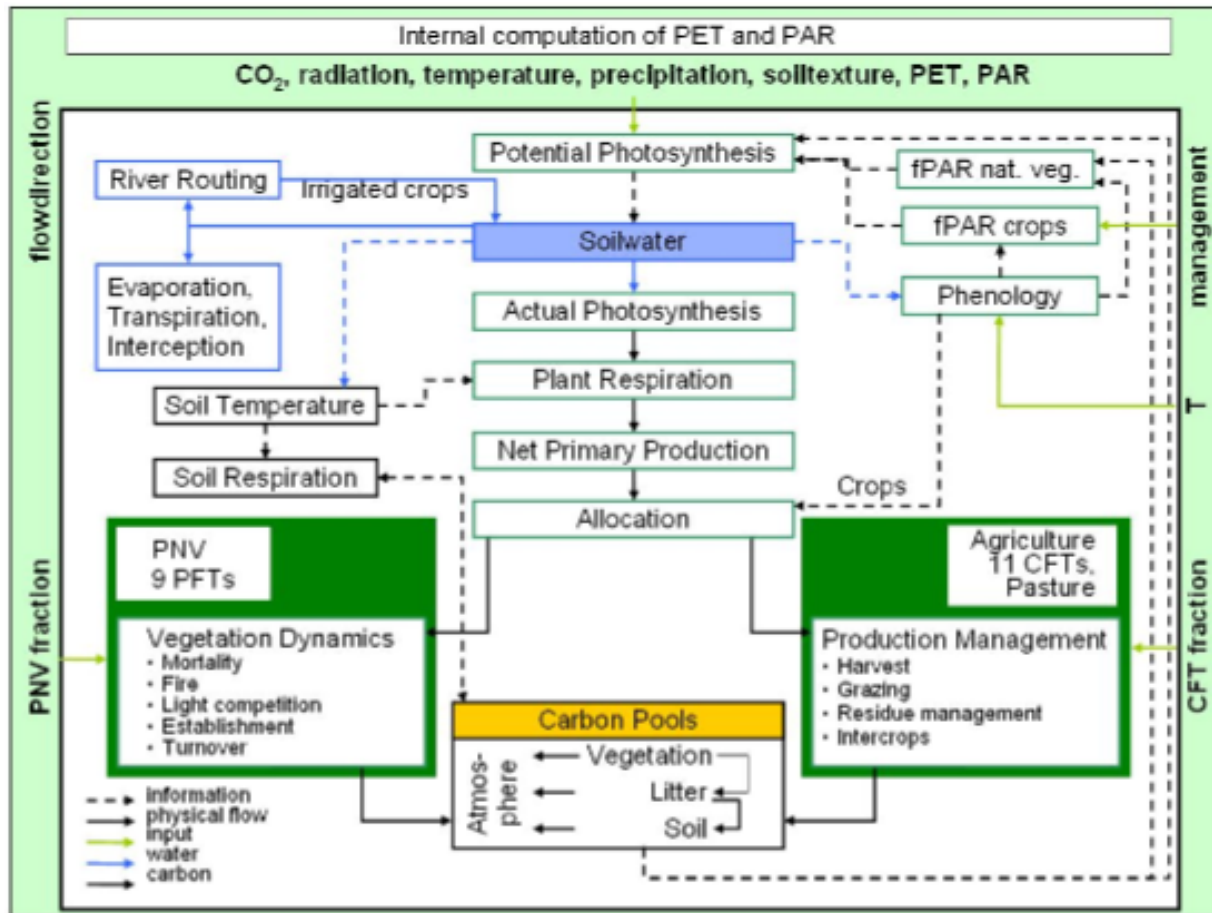 Internal computation of PET and PAR
CO₂, radiation, temperature, precipitation, soiltexture, PET, PAR
flowdirection
PNV fraction
management
T
CFT fraction
Potential Photosynthesis
River Routing
Irrigated crops
fPAR nat. veg.
fPAR crops
Soilwater
Evaporation,
Transpiration,
Interception
Phenology
Actual Photosynthesis
Plant Respiration
Soil Temperature
Net Primary Production
Soil Respiration
Crops
Allocation
PNV
9 PFTs
Agriculture
11 CFTs,
Pasture
Vegetation Dynamics
· Mortality
· Fire
· Light competition
· Establishment
· Turnover
Production Management
· Harvest
· Grazing
· Residue management
· Intercrops
Carbon Pools
Atmos-
phere
Vegetation
Litter
Soil
information
physical flow
input
water
carbon